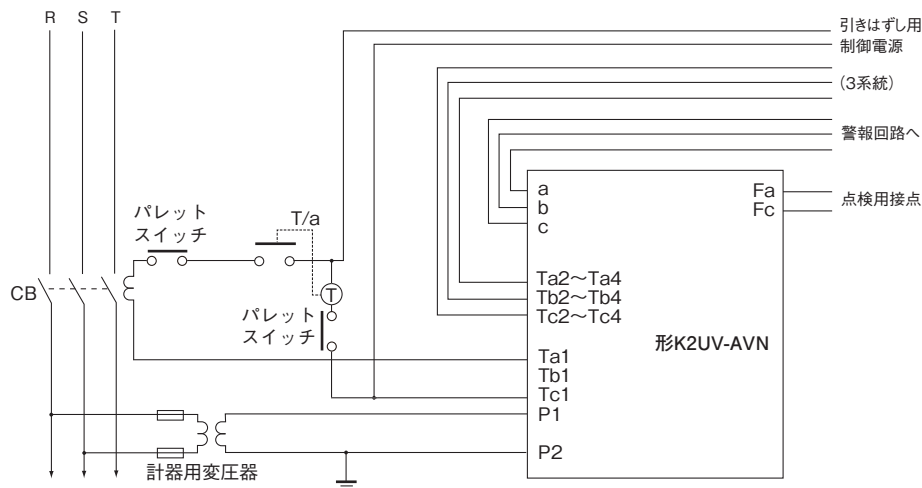 R S T
引きはずし用
制御電源
(3系統)
警報回路へ
a
b
c
Fa
Fc
点検用接点
パレット
スイッチ
T/a
T
CB
パレット
スイッチ
Ta2～Ta4
Tb2～Tb4
Tc2～Tc4
形K2UV-AVN
Ta1
Tb1
Tc1
P1
P2
計器用変圧器